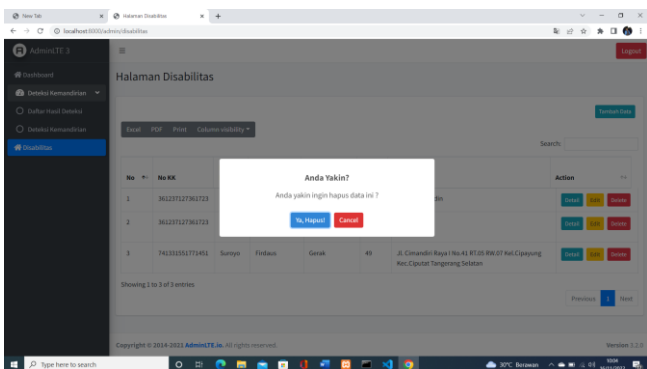 New Tab
Halaman Disabilitas
localhost:8000/admin/disabilitas
AdminLTE 3
Logout
Dashboard
Deteksi Kemandirian
Daftar Hasil Deteksi
Deteksi Kemandirian
Disabilitas
Halaman Disabilitas
Tambah Data
Excel PDF Print Column visibility
Search:
No No KK Action
1 361237127361723 Detail Edit Delete
2 361237127361723 Detail Edit Delete
3 741231551771451 Suroyo Firdaus Gerak 49 JL Cimandiri Raya I No.41 RT.05 RW.07 Kel.Cipayung Kec.Ciputat Tangerang Selatan Detail Edit Delete
Anda Yakin?
Anda yakin ingin hapus data ini ?
Ya, Hapus! Cancel
Showing 1 to 3 of 3 entries
Previous 1 Next
Copyright © 2014-2021 AdminLTE.io. All rights reserved.
Version 3.2.0
Type here to search
30°C Berawan